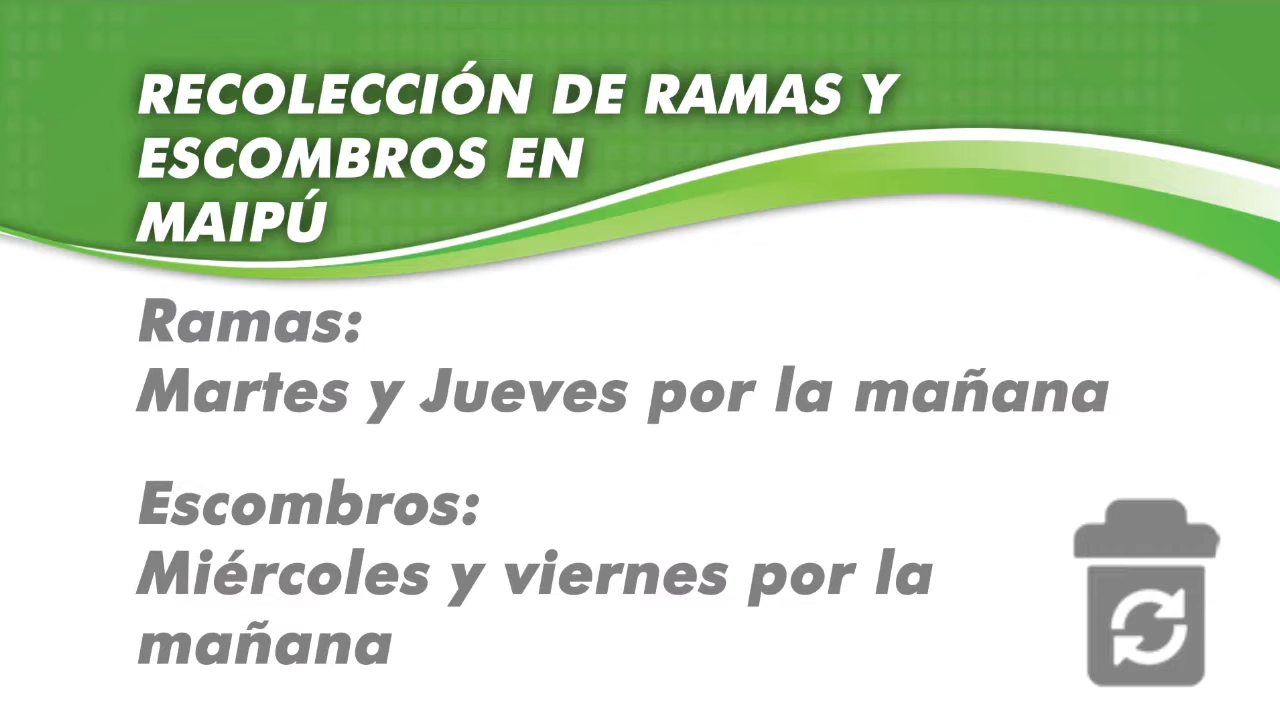 RECOLECCIÓN DE RAMAS Y
ESCOMBROS EN
MAIPÚ
Ramas:
Martes y Jueves por la mañana
Escombros:
Miércoles y viernes por la
mañana